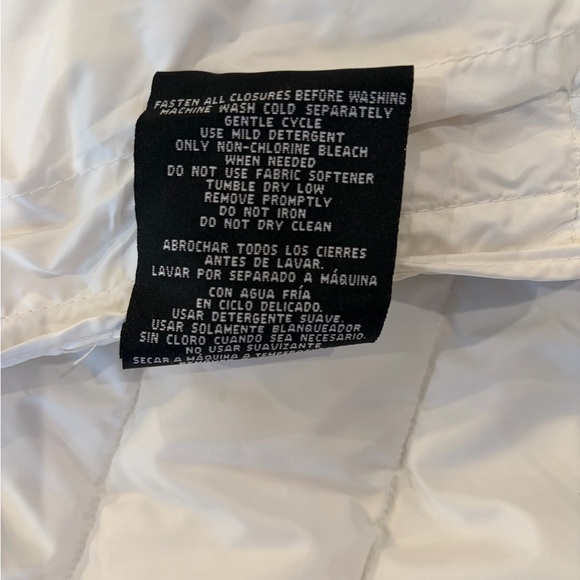 FASTEN ALL CLOSURES BEFORE WASHING
MACHINE WASH COLD SEPARATELY
GENTLE CYCLE
USE MILD DETERGENT
ONLY NON-CHLORINE BLEACH
WHEN NEEDED
DO NOT USE FABRIC SOFTENER
TUMBLE DRY LOW
REMOVE PROMPTLY
DO NOT IRON
DO NOT DRY CLEAN
ABROCHAR TODOS LOS CIERRES
ANTES DE LAVAR.
LAVAR POR SEPARADO A MÁQUINA
CON AGUA FRÍA
EN CICLO DELICADO.
USAR DETERGENTE SUAVE.
USAR SOLAMENTE BLANQUEADOR
SIN CLORO CUANDO SEA NECESARIO.
NO USAR SUAVIZANTE.
SECAR A MÁQUINA A